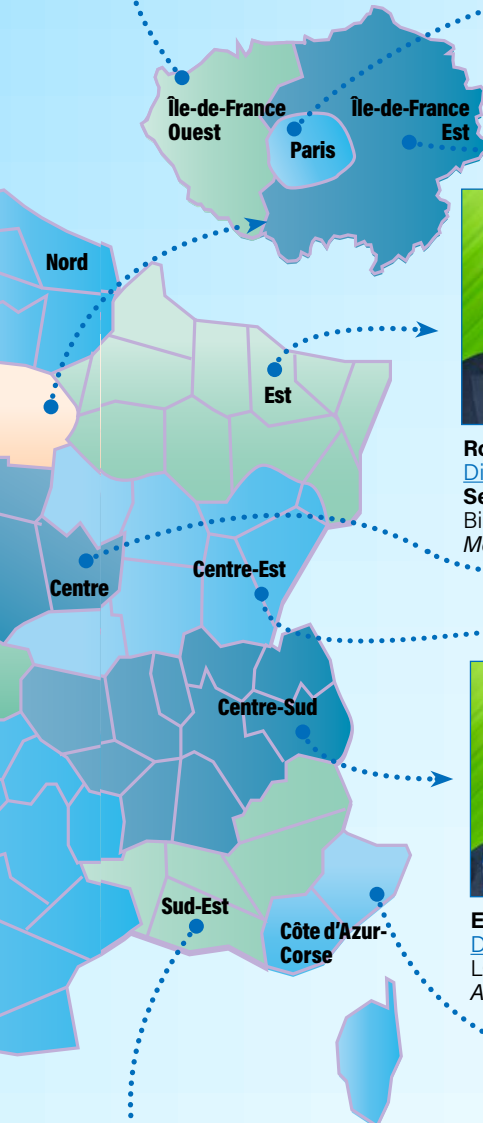 Île-de-France
Ouest
Île-de-France
Est
Paris
Nord
Est
Centre
Centre-Est
Centre-Sud
Sud-Est
Côte d'Azur-
Corse